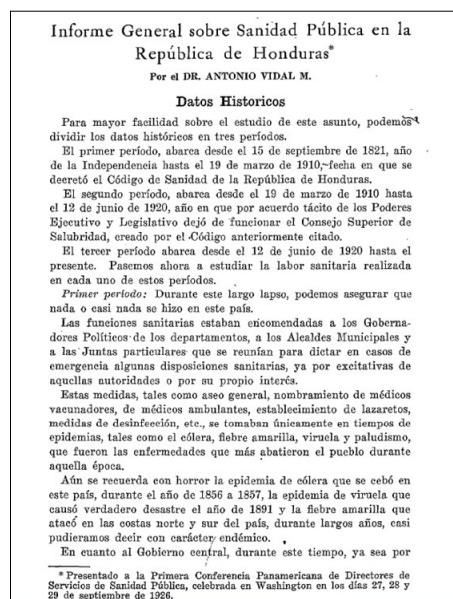 Informe General sobre Sanidad Pública en la
República de Honduras*
Por el DR. ANTONIO VIDAL M.
Datos Historicos
Para mayor facilidad sobre el estudio de este asunto, podemos
dividir los datos históricos en tres períodos.
El primer período, abarca desde el 15 de septiembre de 1821, año
de la Independencia hasta el 19 de marzo de 1910, fecha en que se
decretó el Código de Sanidad de la República de Honduras.
El segundo período, abarca desde el 19 de marzo de 1910 hasta
el 12 de junio de 1920, año en que por acuerdo tácito de los Poderes
Ejecutivo y Legislativo dejó de funcionar el Consejo Superior de
Salubridad, creado por el Código anteriormente citado.
El tercer período abarca desde el 12 de junio de 1920 hasta el
presente. Pasemos ahora a estudiar la labor sanitaria realizada
en cada uno de estos períodos.
Primer período: Durante este largo lapso, podemos asegurar que
nada o casi nada se hizo en este país.
Las funciones sanitarias estaban encomendadas a los Goberna-
dores Políticos de los departamentos, a los Alcaldes Municipales y
a las Juntas particulares que se reunían para dictar en casos de
emergencia algunas disposiciones sanitarias, ya por excitativas de
aquellas autoridades o por su propio interés.
Estas medidas, tales como aseo general, nombramiento de médicos
vacunadores, de médicos ambulantes, establecimiento de lazaretos,
medidas de desinfección, etc., se tomaban únicamente en tiempos de
epidemias, tales como el cólera, fiebre amarilla, viruela y paludismo,
que fueron las enfermedades que más abatieron el pueblo durante
aquella época.
Aún se recuerda con horror la epidemia de cólera que se cebó en
este país, durante el año de 1856 a 1857, la epidemia de viruela que
causó verdadero desastre el año de 1891 y la fiebre amarilla que
atacó en las costas norte y sur del país, durante largos años, casi
pudieramos decir con carácter endémico.
En cuanto al Gobierno central, durante este tiempo, ya sea por
* Presentado a la Primera Conferencia Panamericana de Directores de
Servicios de Sanidad Pública, celebrada en Washington en los días 27, 28 y
29 de septiembre de 1926.